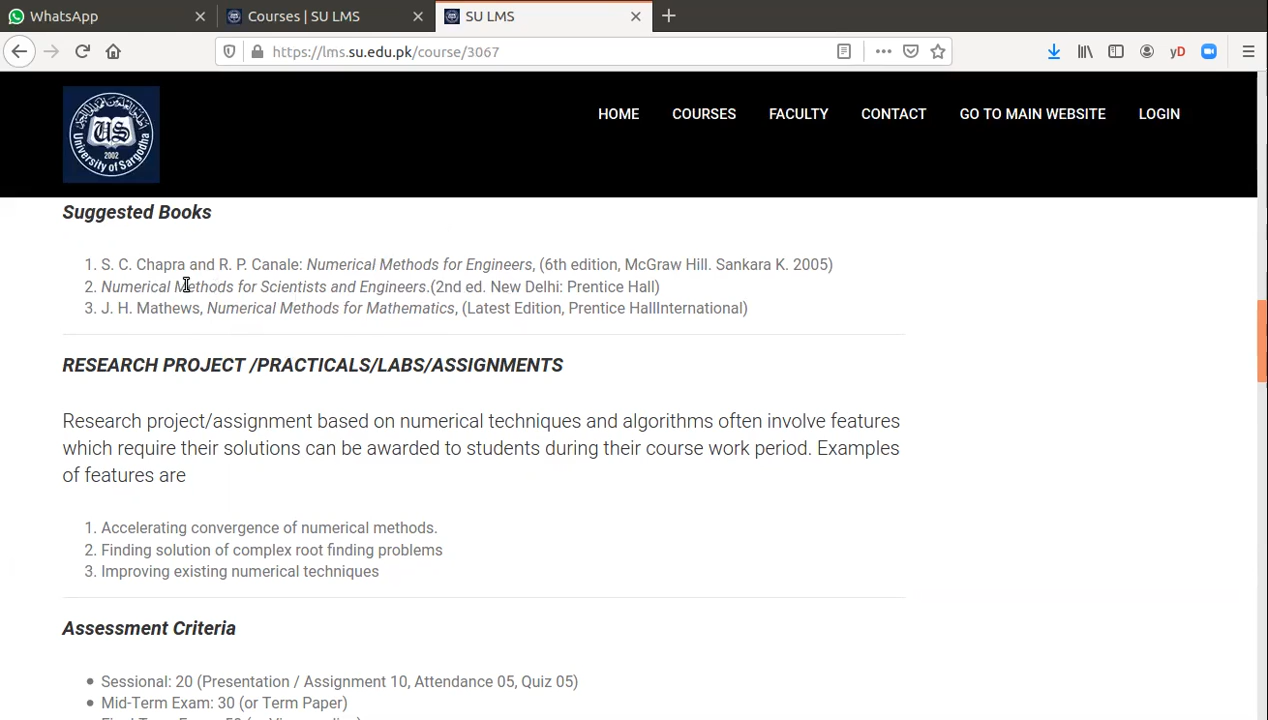 WhatsApp
Courses | SU LMS
SU LMS
https://lms.su.edu.pk/course/3067
yD
US
2002
University of Sargodha
HOME
COURSES
FACULTY
CONTACT
GO TO MAIN WEBSITE
LOGIN
Suggested Books
1. S. C. Chapra and R. P. Canale: Numerical Methods for Engineers, (6th edition, McGraw Hill. Sankara K. 2005)
2. Numerical Methods for Scientists and Engineers.(2nd ed. New Delhi: Prentice Hall)
3. J. H. Mathews, Numerical Methods for Mathematics, (Latest Edition, Prentice HallInternational)
RESEARCH PROJECT /PRACTICALS/LABS/ASSIGNMENTS
Research project/assignment based on numerical techniques and algorithms often involve features
which require their solutions can be awarded to students during their course work period. Examples
of features are
1. Accelerating convergence of numerical methods.
2. Finding solution of complex root finding problems
3. Improving existing numerical techniques
Assessment Criteria
Sessional: 20 (Presentation / Assignment 10, Attendance 05, Quiz 05)
Mid-Term Exam: 30 (or Term Paper)